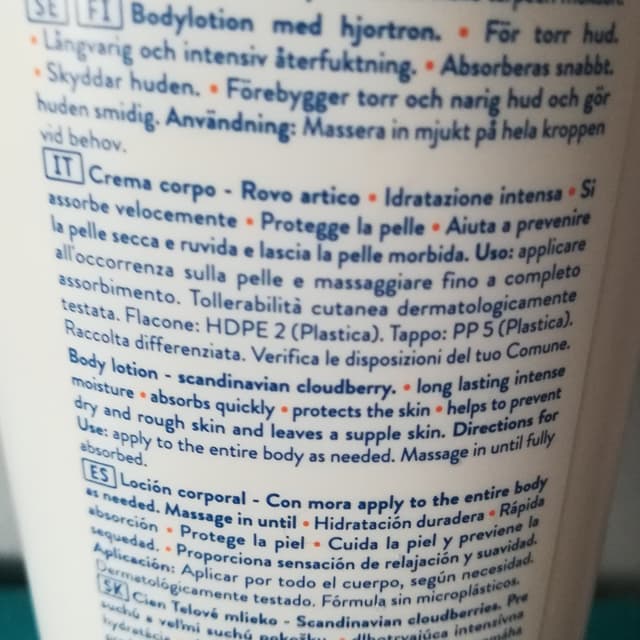 SE FI Bodylotion med hjortron. • För torr hud.
• Långvarig och intensiv återfuktning. • Absorberas snabbt.
• Skyddar huden. • Förebygger torr och narig hud och gör
huden smidig. Användning: Massera in mjukt på hela kroppen
vid behov.
IT Crema corpo - Rovo artico • Idratazione intensa • Si
assorbe velocemente • Protegge la pelle • Aiuta a prevenire
la pelle secca e ruvida e lascia la pelle morbida. Uso: applicare
all'occorrenza sulla pelle e massaggiare fino a completo
assorbimento. Tollerabilità cutanea dermatologicamente
testata. Flacone: HDPE 2 (Plastica). Tappo: PP 5 (Plastica).
Raccolta differenziata. Verifica le disposizioni del tuo Comune.
Body lotion - scandinavian cloudberry. • long lasting intense
moisture • absorbs quickly • protects the skin • helps to prevent
dry and rough skin and leaves a supple skin. Directions for
Use: apply to the entire body as needed. Massage in until fully
absorbed.
ES Loción corporal - Con mora apply to the entire body
as needed. Massage in until • Hidratación duradera • Rápida
absorción • Protege la piel • Cuida la piel y previene la
sequedad. • Proporciona sensación de relajación y suavidad.
Aplicación: Aplicar por todo el cuerpo, según necesidad.
Dermatológicamente testado. Fórmula sin microplásticos.
SK Cien Telové mlieko - Scandinavian cloudberries. Pre
suchú a veľmi suchú pokožku. • dlhotrvajúca intenzívna